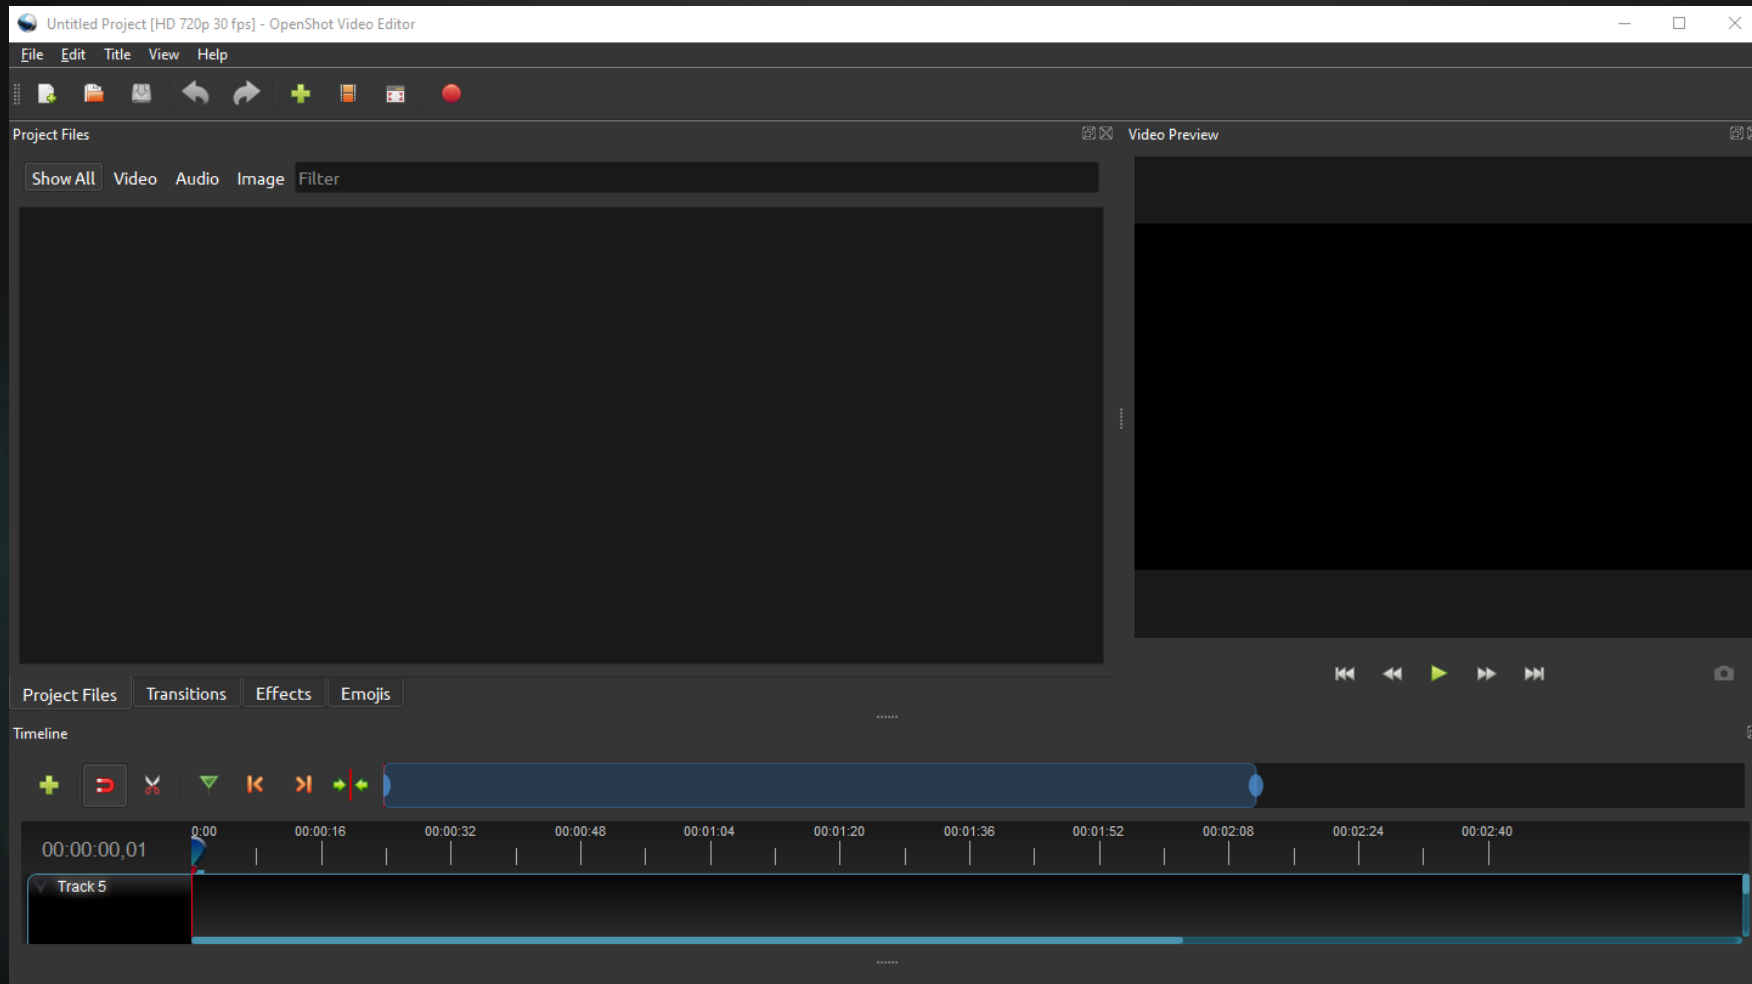 Untitled Project [HD 720p 30 fps] - OpenShot Video Editor
File Edit Title View Help
Project Files
Video Preview
Show All Video Audio Image Filter
Project Files Transitions Effects Emojis
Timeline
0:00 00:00:16 00:00:32 00:00:48 00:01:04 00:01:20 00:01:36 00:01:52 00:02:08 00:02:24 00:02:40
00:00:00,01
Track 5